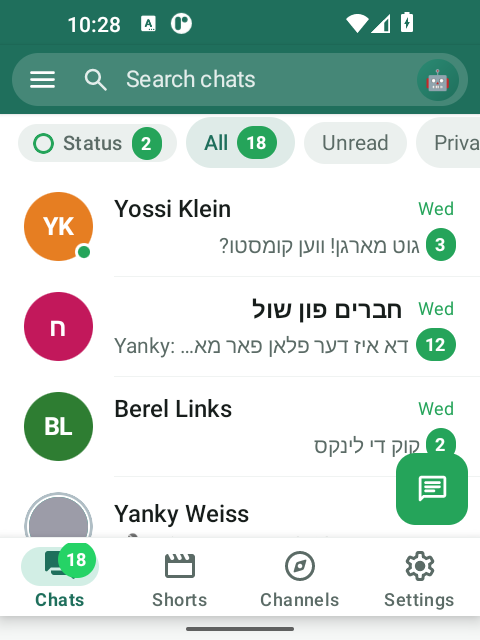 10:28
Search chats
Status 2
All 18
Unread
Priva
YK
Yossi Klein
Wed
גוט מארגן! ווען קומסטו?
3
ח
חברים פון שול
Wed
Yanky: דא איז דער פלאן פאר מא...
12
BL
Berel Links
Wed
קוק די לינקס
2
Yanky Weiss
18
Chats
Shorts
Channels
Settings